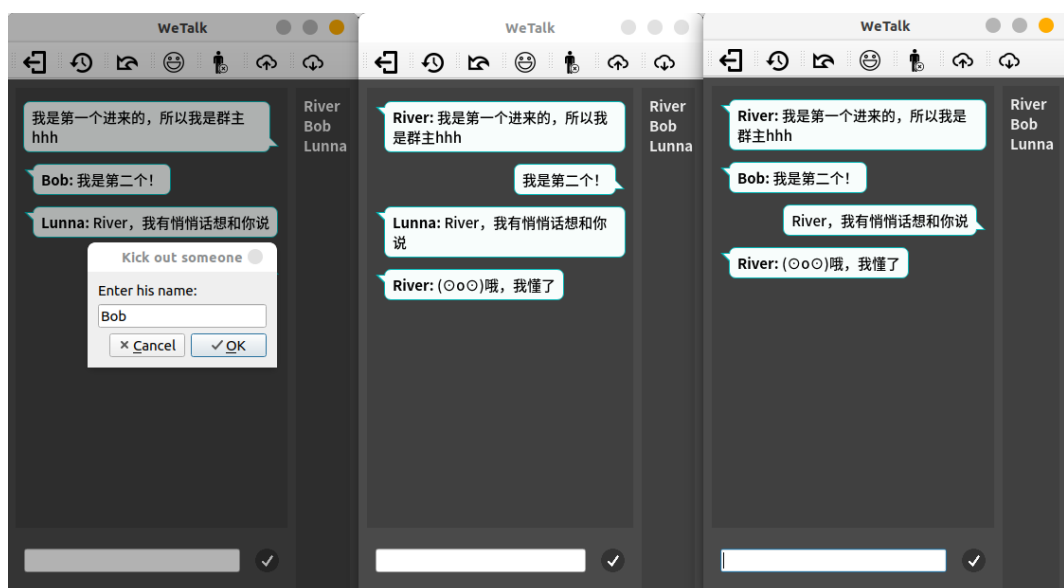 WeTalk
River
Bob
Lunna
我是第一个进来的，所以我是群主
hhh
Bob: 我是第二个！
Lunna: River，我有悄悄话想和你说
Kick out someone
Enter his name:
Bob
Cancel
OK
WeTalk
River
Bob
Lunna
River: 我是第一个进来的，所以我
是群主hhh
我是第二个！
Lunna: River，我有悄悄话想和你
说
River: (⊙o⊙)哦，我懂了
WeTalk
River
Bob
Lunna
River: 我是第一个进来的，所以我是
群主hhh
Bob: 我是第二个！
River，我有悄悄话想和你说
River: (⊙o⊙)哦，我懂了